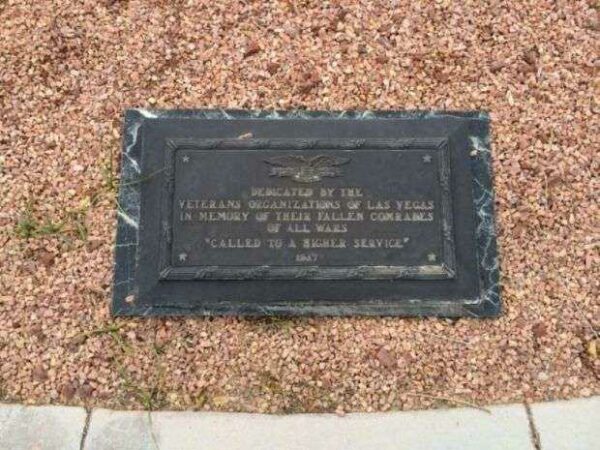 DEDICATED BY THE
VETERANS ORGANIZATIONS OF LAS VEGAS
IN MEMORY OF THEIR FALLEN COMRADES
OF ALL WARS
"CALLED TO A HIGHER SERVICE"